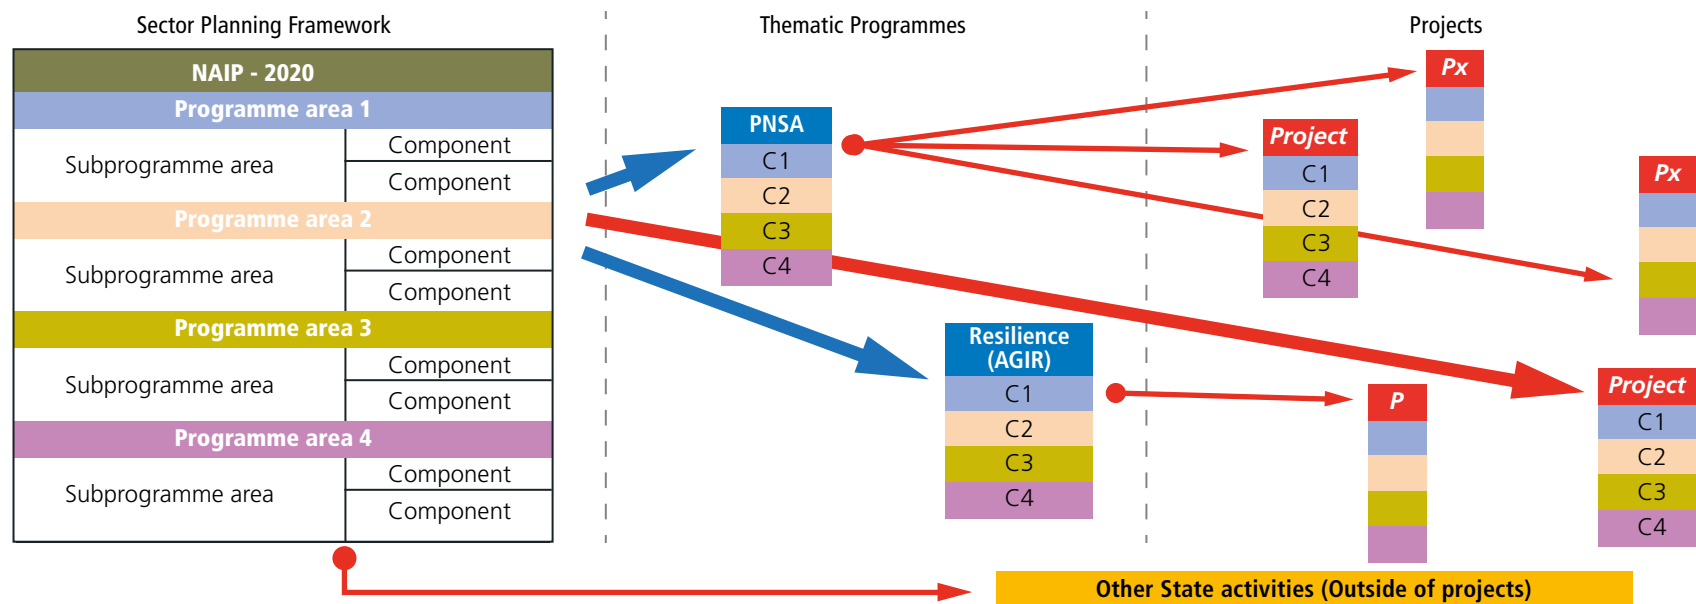 Sector Planning Framework
Thematic Programmes
Projects
NAIP - 2020
Programme area 1
Subprogramme area
Component
Component
Programme area 2
Subprogramme area
Component
Component
Programme area 3
Subprogramme area
Component
Component
Programme area 4
Subprogramme area
Component
Component
PNSA
C1
C2
C3
C4
Resilience
(AGIR)
C1
C2
C3
C4
Px
Project
C1
C2
C3
C4
Px
P
Project
C1
C2
C3
C4
Other State activities (Outside of projects)